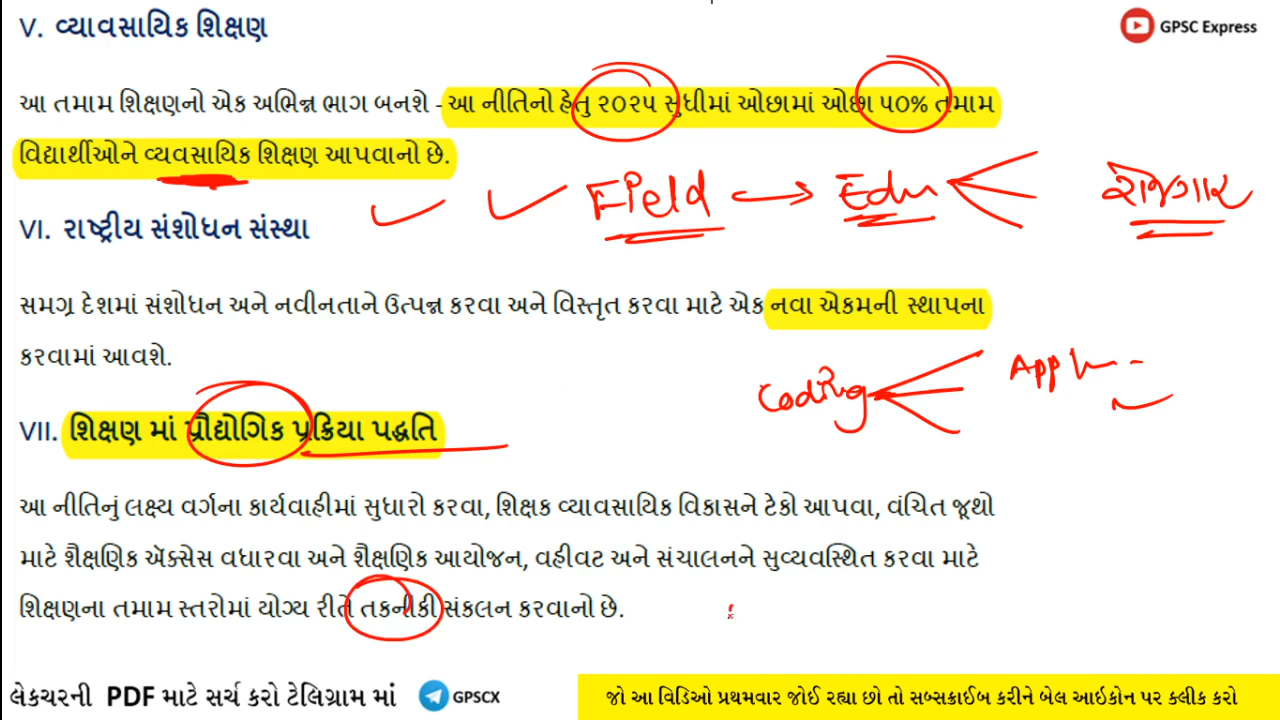 V. વ્યાવસાયિક શિક્ષણ
GPSC Express
આ તમામ શિક્ષણનો એક અભિન્ન ભાગ બનશે - આ નીતિનો હેતુ ૨૦૨૫ સુધીમાં ઓછામાં ઓછા ૫૦% તમામ
વિદ્યાર્થીઓને વ્યવસાયિક શિક્ષણ આપવાનો છે.
Field → Edu રોજગાર
VI. રાષ્ટ્રીય સંશોધન સંસ્થા
સમગ્ર દેશમાં સંશોધન અને નવીનતાને ઉત્પન્ન કરવા અને વિસ્તૃત કરવા માટે એક નવા એકમની સ્થાપના
કરવામાં આવશે.
Coding
VII. શિક્ષણ માં પ્રૌદ્યોગિક પ્રક્રિયા પદ્ધતિ
આ નીતિનું લક્ષ્ય વર્ગના કાર્યવાહીમાં સુધારો કરવા, શિક્ષક વ્યાવસાયિક વિકાસને ટેકો આપવા, વંચિત જૂથો
માટે શૈક્ષણિક ઍક્સેસ વધારવા અને શૈક્ષણિક આયોજન, વહીવટ અને સંચાલનને સુવ્યવસ્થિત કરવા માટે
શિક્ષણના તમામ સ્તરોમાં યોગ્ય રીતે તકનીકી સંકલન કરવાનો છે.
લેકચરની PDF માટે સર્ચ કરો ટેલિગ્રામ માં GPSCX
જો આ વિડિઓ પ્રથમવાર જોઈ રહ્યા છો તો સબ્સક્રાઈબ કરીને બેલ આઇકોન પર ક્લીક કરો